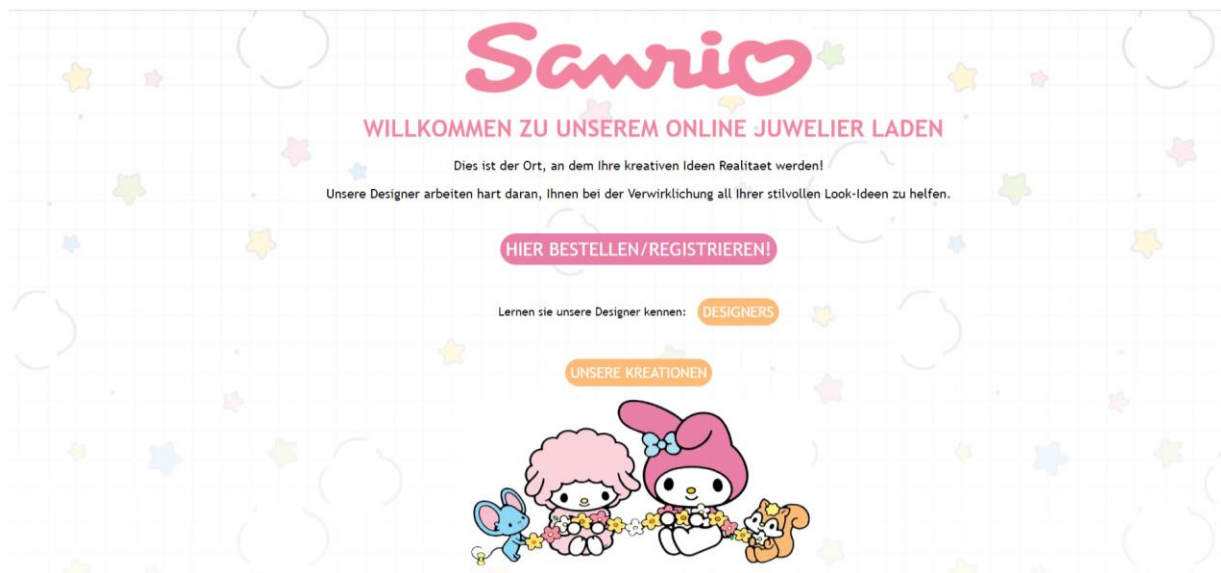 Sanrio
WILLKOMMEN ZU UNSEREM ONLINE JUWELIER LADEN
Dies ist der Ort, an dem Ihre kreativen Ideen Realitaet werden!
Unsere Designer arbeiten hart daran, Ihnen bei der Verwirklichung all Ihrer stilvollen Look-Ideen zu helfen.
HIER BESTELLEN/REGISTRIEREN!
Lernen sie unsere Designer kennen: DESIGNERS
UNSERE KREATIONEN